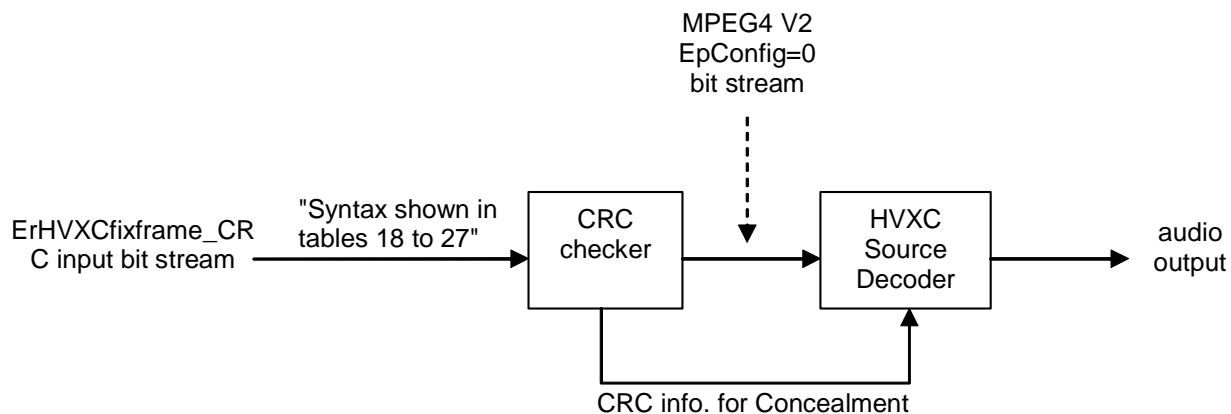 MPEG4 V2
EpConfig=0
bit stream
ErHVXCfixframe_CR
C input bit stream
"Syntax shown in
tables 18 to 27"
CRC
checker
HVXC
Source
Decoder
audio
output
CRC info. for Concealment